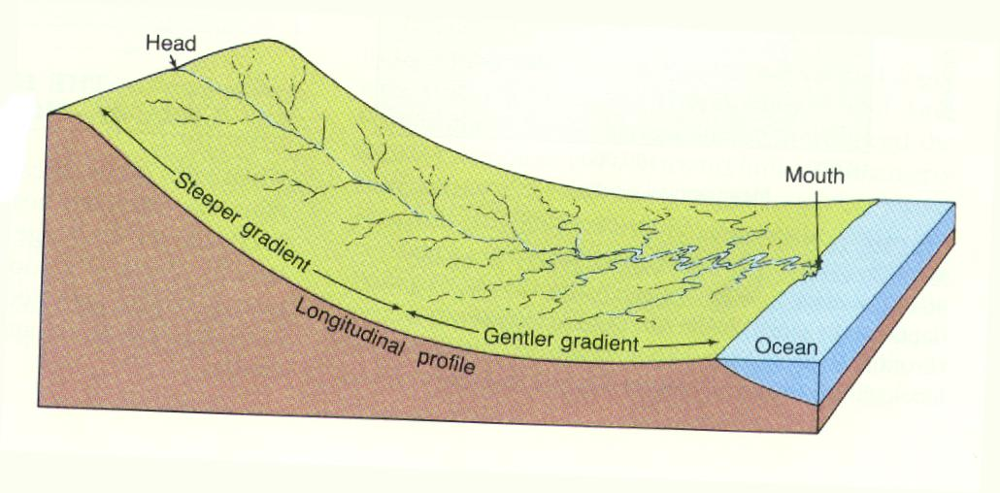 Head
Mouth
Steeper gradient
Longitudinal profile
Gentler gradient
Ocean